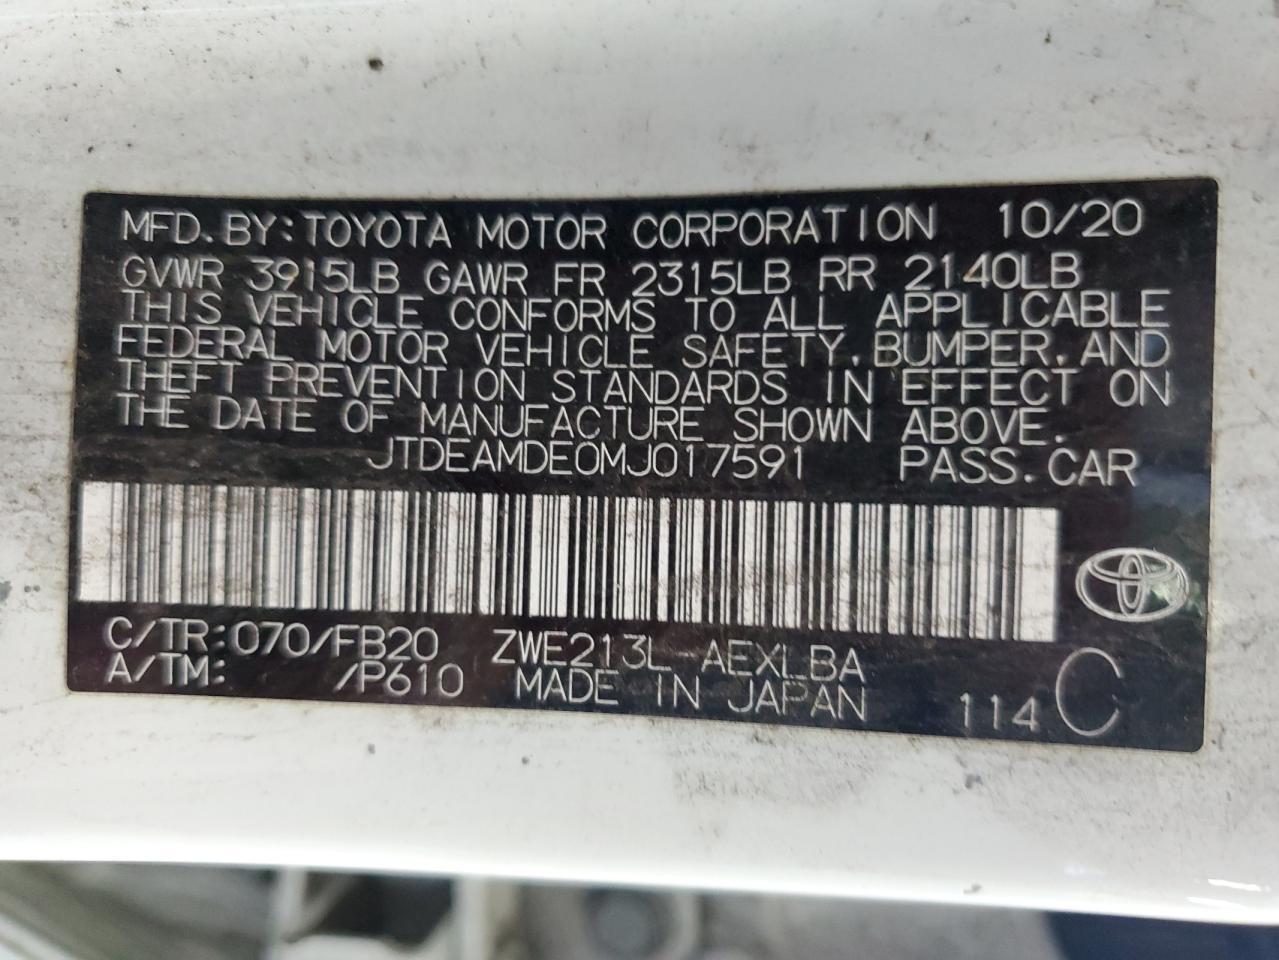 MFD. BY: TOYOTA MOTOR CORPORATION 10/20
GVWR 3915LB GAWR FR 2315LB RR 2140LB
THIS VEHICLE CONFORMS TO ALL APPLICABLE
FEDERAL MOTOR VEHICLE SAFETY, BUMPER, AND
THEFT PREVENTION STANDARDS IN EFFECT ON
THE DATE OF MANUFACTURE SHOWN ABOVE.
JTDEAMDE0MJ017591 PASS. CAR
C/TR: 070/FB20 ZWE213L-AEXLBA
A/TM: /P610 MADE IN JAPAN 114 C